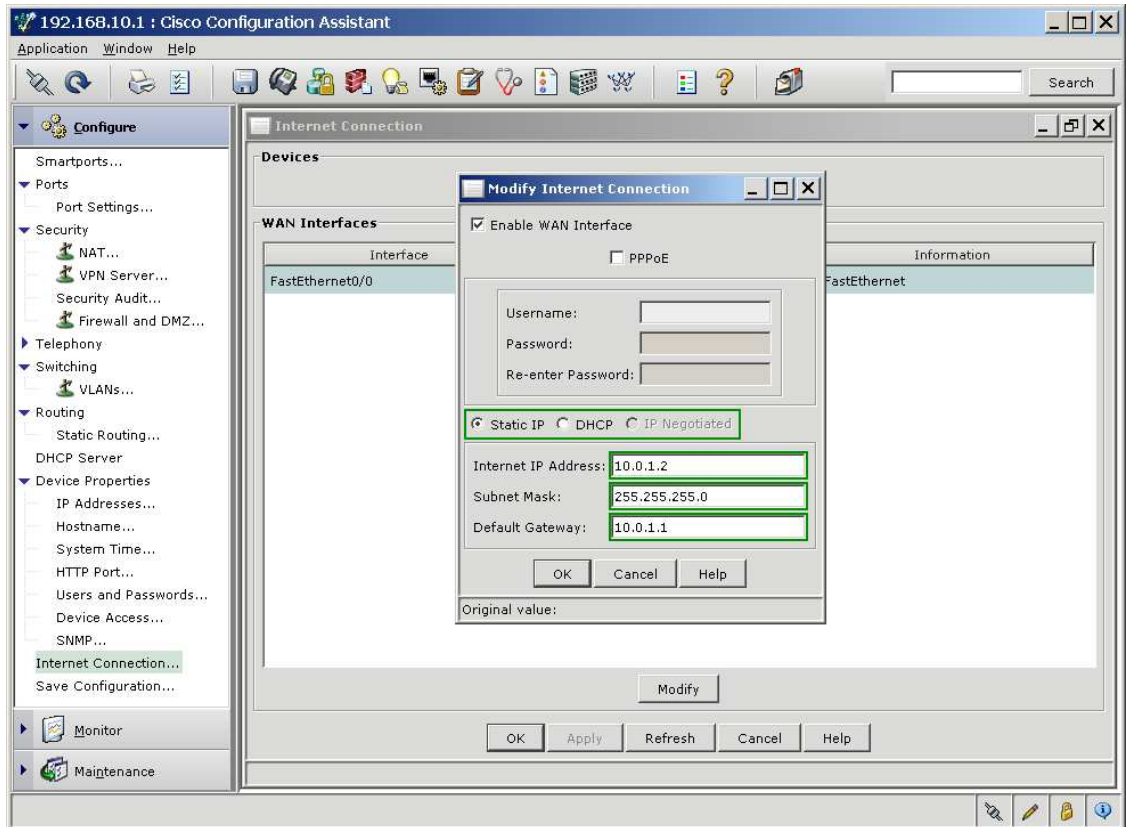 192.168.10.1 : Cisco Configuration Assistant
Application Window Help
Search
Configure
Smartports...
Ports
Port Settings...
Security
NAT...
VPN Server...
Security Audit...
Firewall and DMZ...
Telephony
Switching
VLANs...
Routing
Static Routing...
DHCP Server
Device Properties
IP Addresses...
Hostname...
System Time...
HTTP Port...
Users and Passwords...
Device Access...
SNMP...
Internet Connection...
Save Configuration...
Monitor
Maintenance
Internet Connection
Devices
WAN Interfaces
Interface
Information
FastEthernet0/0
FastEthernet
Modify Internet Connection
Enable WAN Interface
PPPoE
Username:
Password:
Re-enter Password:
Static IP DHCP IP Negotiated
Internet IP Address: 10.0.1.2
Subnet Mask: 255.255.255.0
Default Gateway: 10.0.1.1
OK Cancel Help
Original value:
Modify
OK Apply Refresh Cancel Help